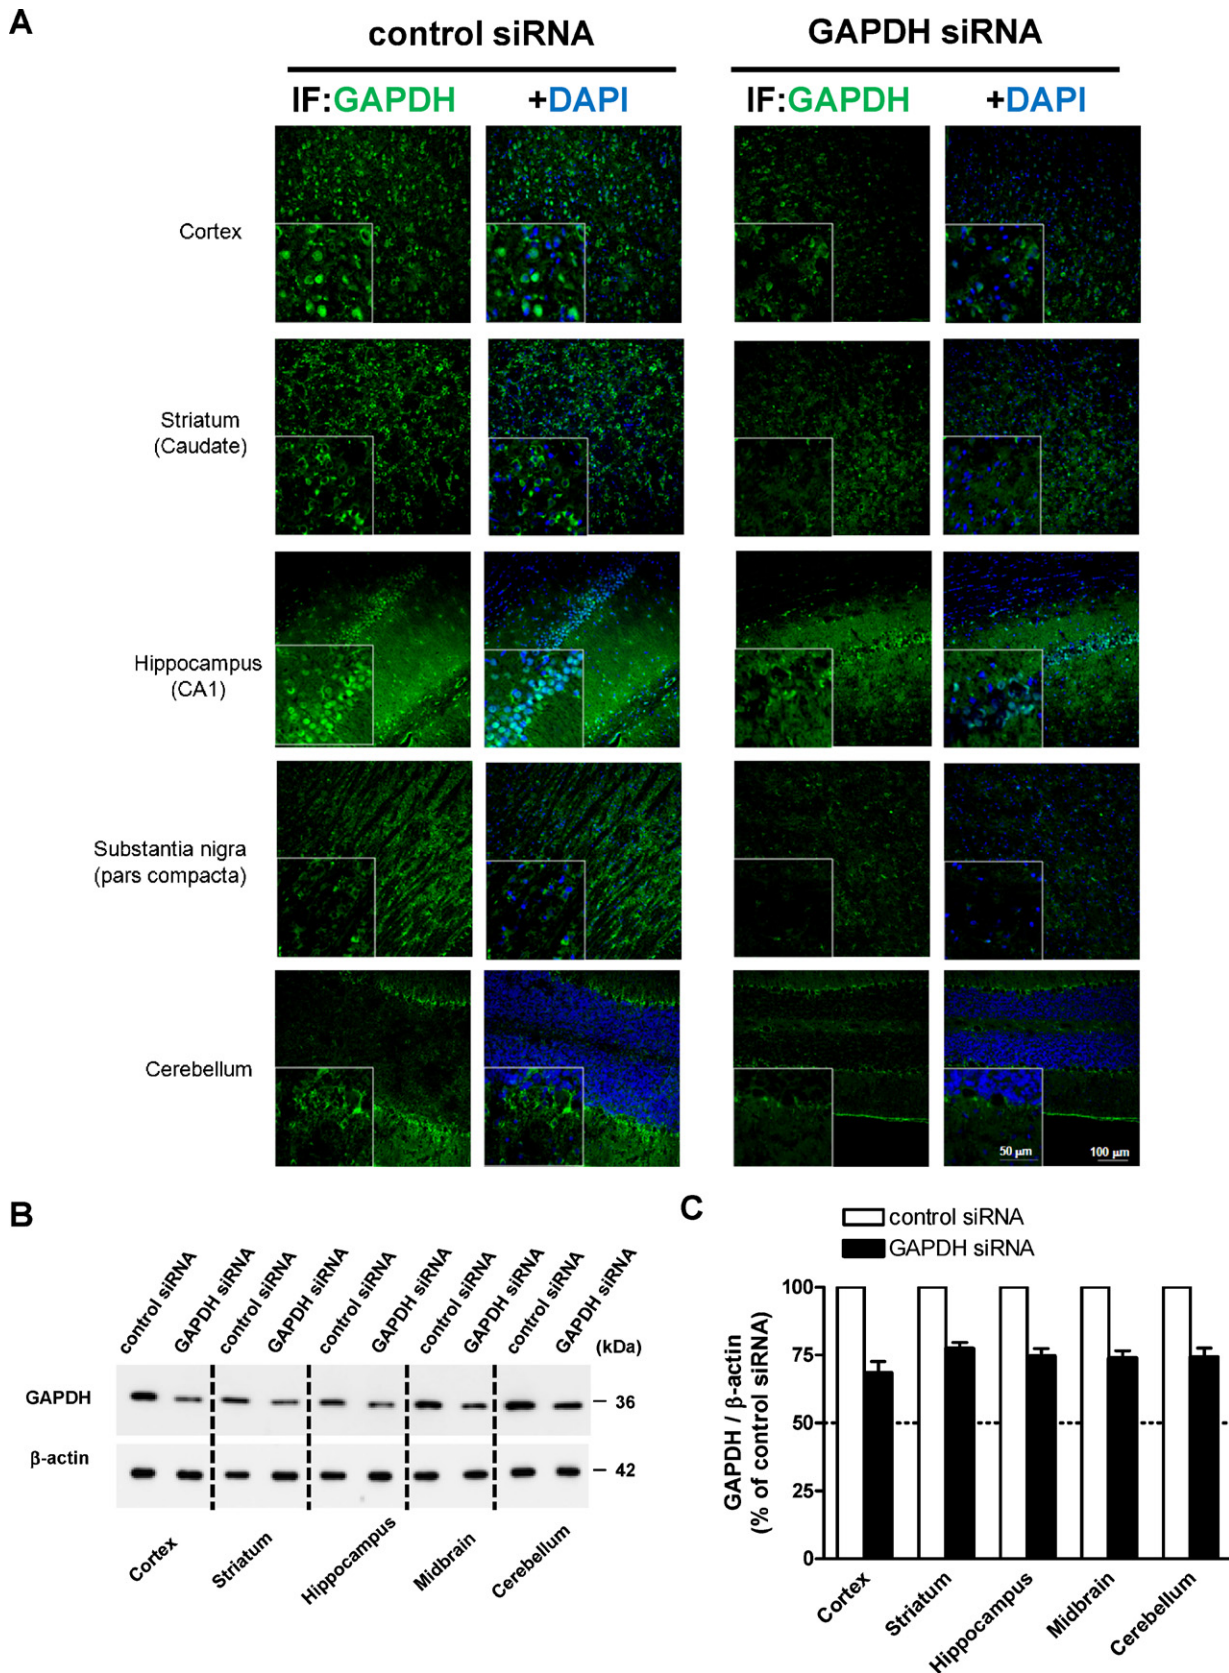 A
control siRNA
GAPDH siRNA
IF:GAPDH
+DAPI
IF:GAPDH
+DAPI
Cortex
Striatum
(Caudate)
Hippocampus
(CA1)
Substantia nigra
(pars compacta)
Cerebellum
50 μm
100 μm
B
control siRNA
GAPDH siRNA
control siRNA
GAPDH siRNA
control siRNA
GAPDH siRNA
control siRNA
GAPDH siRNA
control siRNA
GAPDH siRNA
(kDa)
GAPDH
36
β-actin
42
Cortex
Striatum
Hippocampus
Midbrain
Cerebellum
C
control siRNA
GAPDH siRNA
GAPDH / β-actin
(% of control siRNA)
100
75
50
25
0
Cortex
Striatum
Hippocampus
Midbrain
Cerebellum